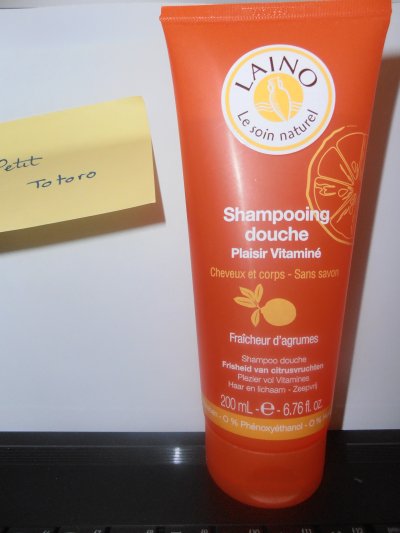 Petit
Totoro
LAINO
Le soin naturel
Shampooing
douche
Plaisir Vitaminé
Cheveux et corps - Sans savon
Fraîcheur d'agrumes
Shampoo douche
Frisheid van citrusvruchten
Plezier vol Vitamines
Haar en lichaam - Zeepvrij
200 mL - e - 6.76 fl. oz.
- 0 % Phénoxyéthanol - 0 %